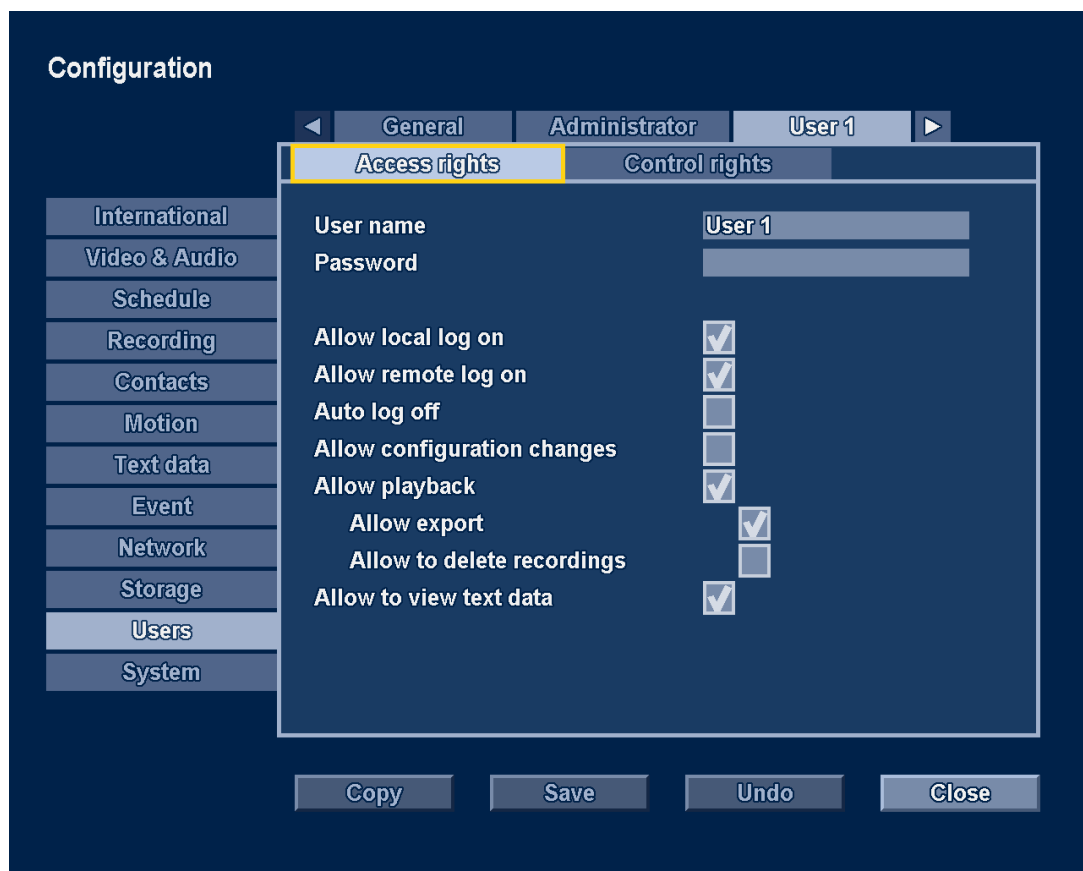 Configuration
General Administrator User 1
Access rights Control rights
International
Video & Audio
Schedule
Recording
Contacts
Motion
Text data
Event
Network
Storage
Users
System
User name User 1
Password
Allow local log on
Allow remote log on
Auto log off
Allow configuration changes
Allow playback
Allow export
Allow to delete recordings
Allow to view text data
Copy Save Undo Close